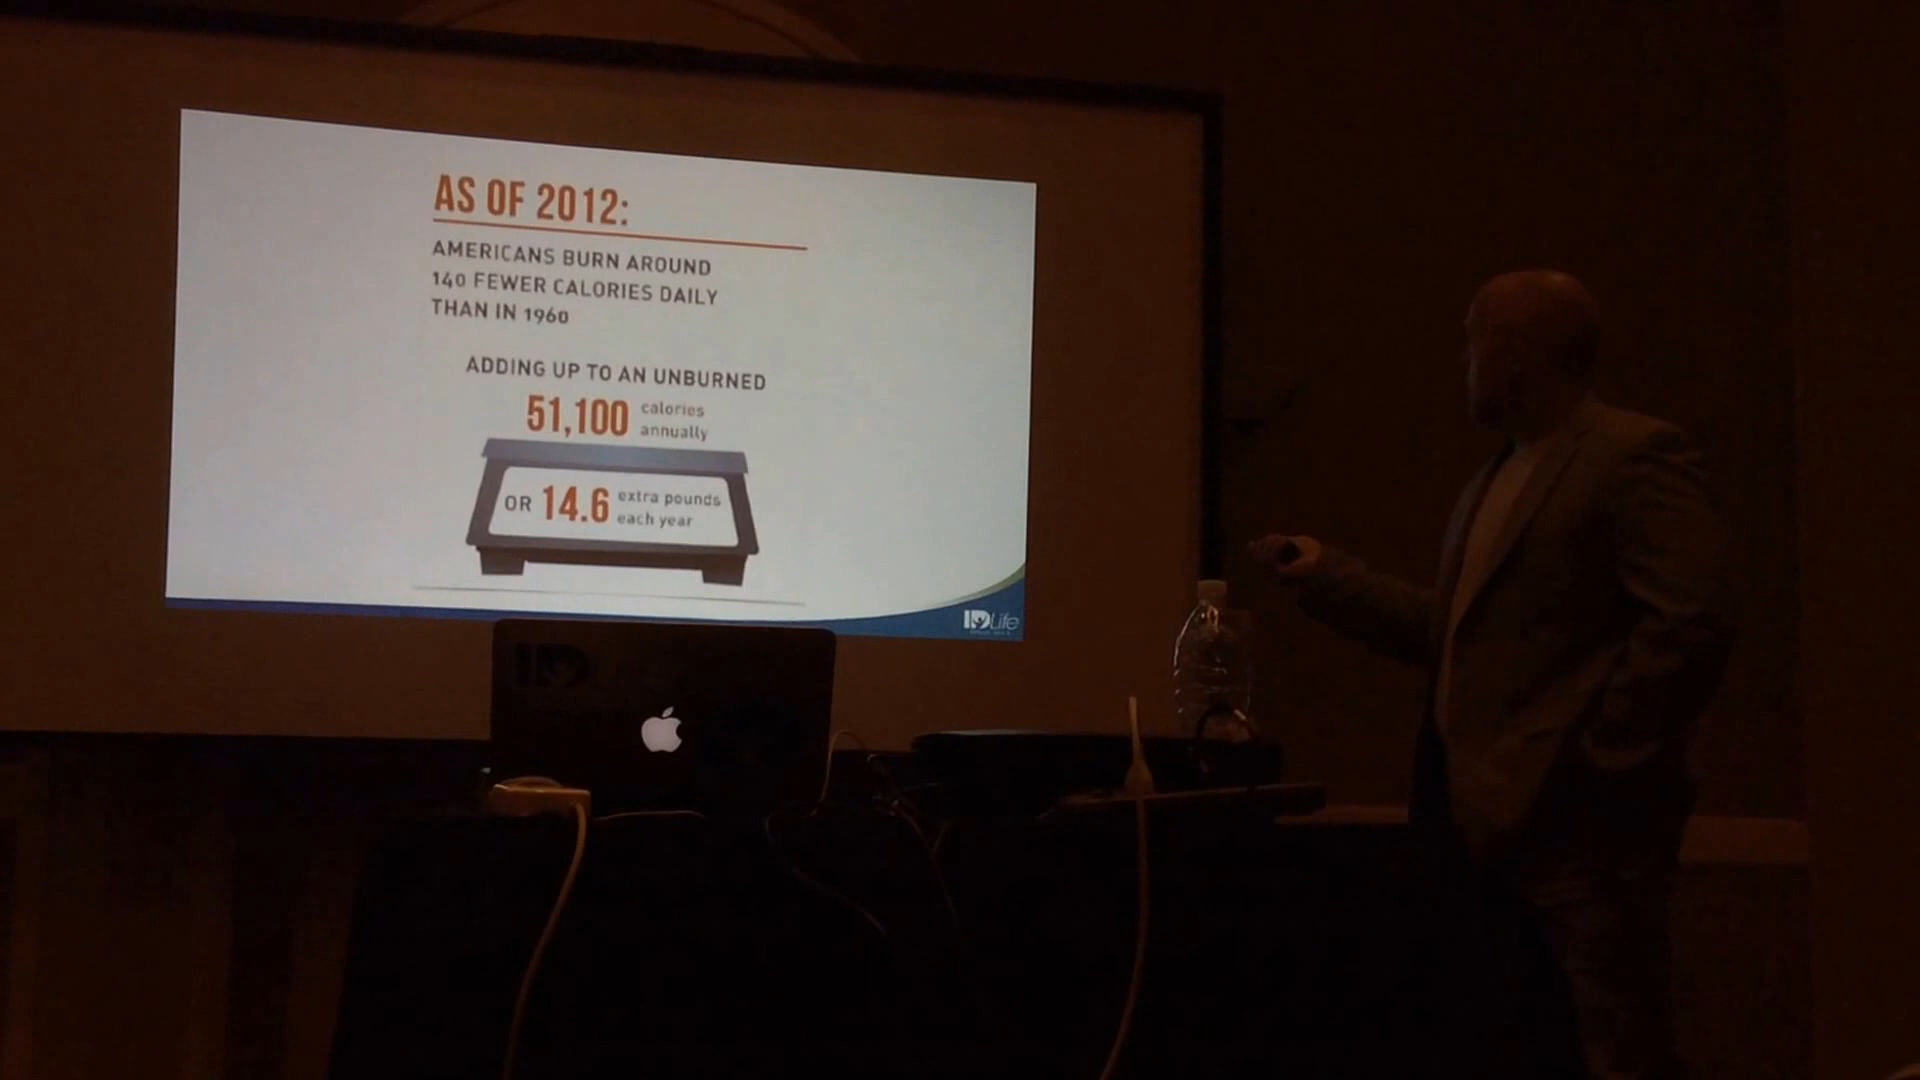 AS OF 2012:
AMERICANS BURN AROUND
140 FEWER CALORIES DAILY
THAN IN 1960
ADDING UP TO AN UNBURNED
51,100 calories annually
OR 14.6 extra pounds each year
IDLife
ID